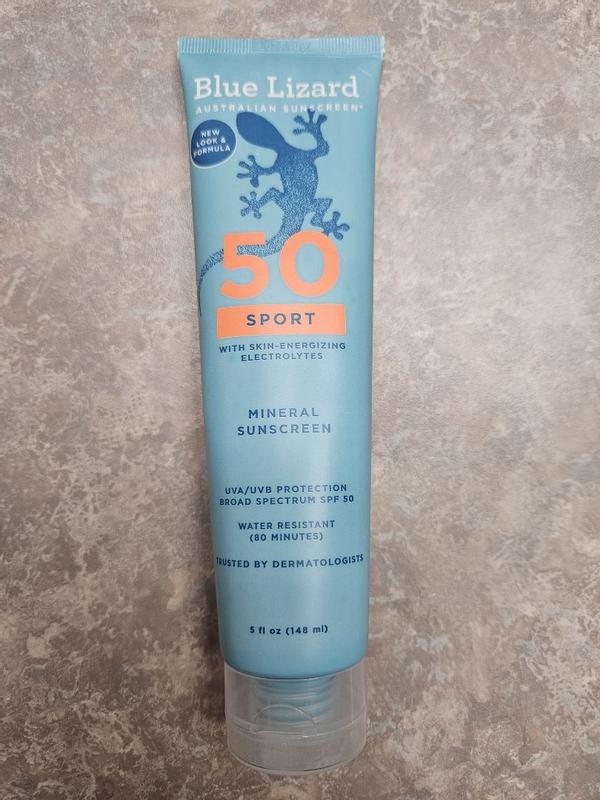 Blue Lizard
AUSTRALIAN SUNSCREEN®
NEW
LOOK &
FORMULA
50
SPORT
WITH SKIN-ENERGIZING
ELECTROLYTES
MINERAL
SUNSCREEN
UVA/UVB PROTECTION
BROAD SPECTRUM SPF 50
WATER RESISTANT
(80 MINUTES)
TRUSTED BY DERMATOLOGISTS
5 fl oz (148 ml)